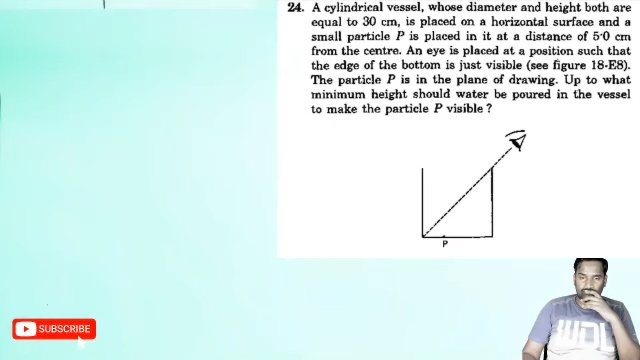 24. A cylindrical vessel, whose diameter and height both are
equal to 30 cm, is placed on a horizontal surface and a
small particle P is placed in it at a distance of 5·0 cm
from the centre. An eye is placed at a position such that
the edge of the bottom is just visible (see figure 18-E8).
The particle P is in the plane of drawing. Up to what
minimum height should water be poured in the vessel
to make the particle P visible ?
P
SUBSCRIBE
WDL